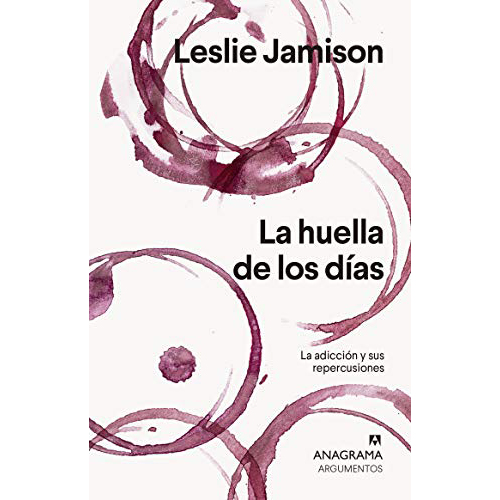 Leslie Jamison
La huella
de los días
La adicción y sus
repercusiones
ANAGRAMA
ARGUMENTOS